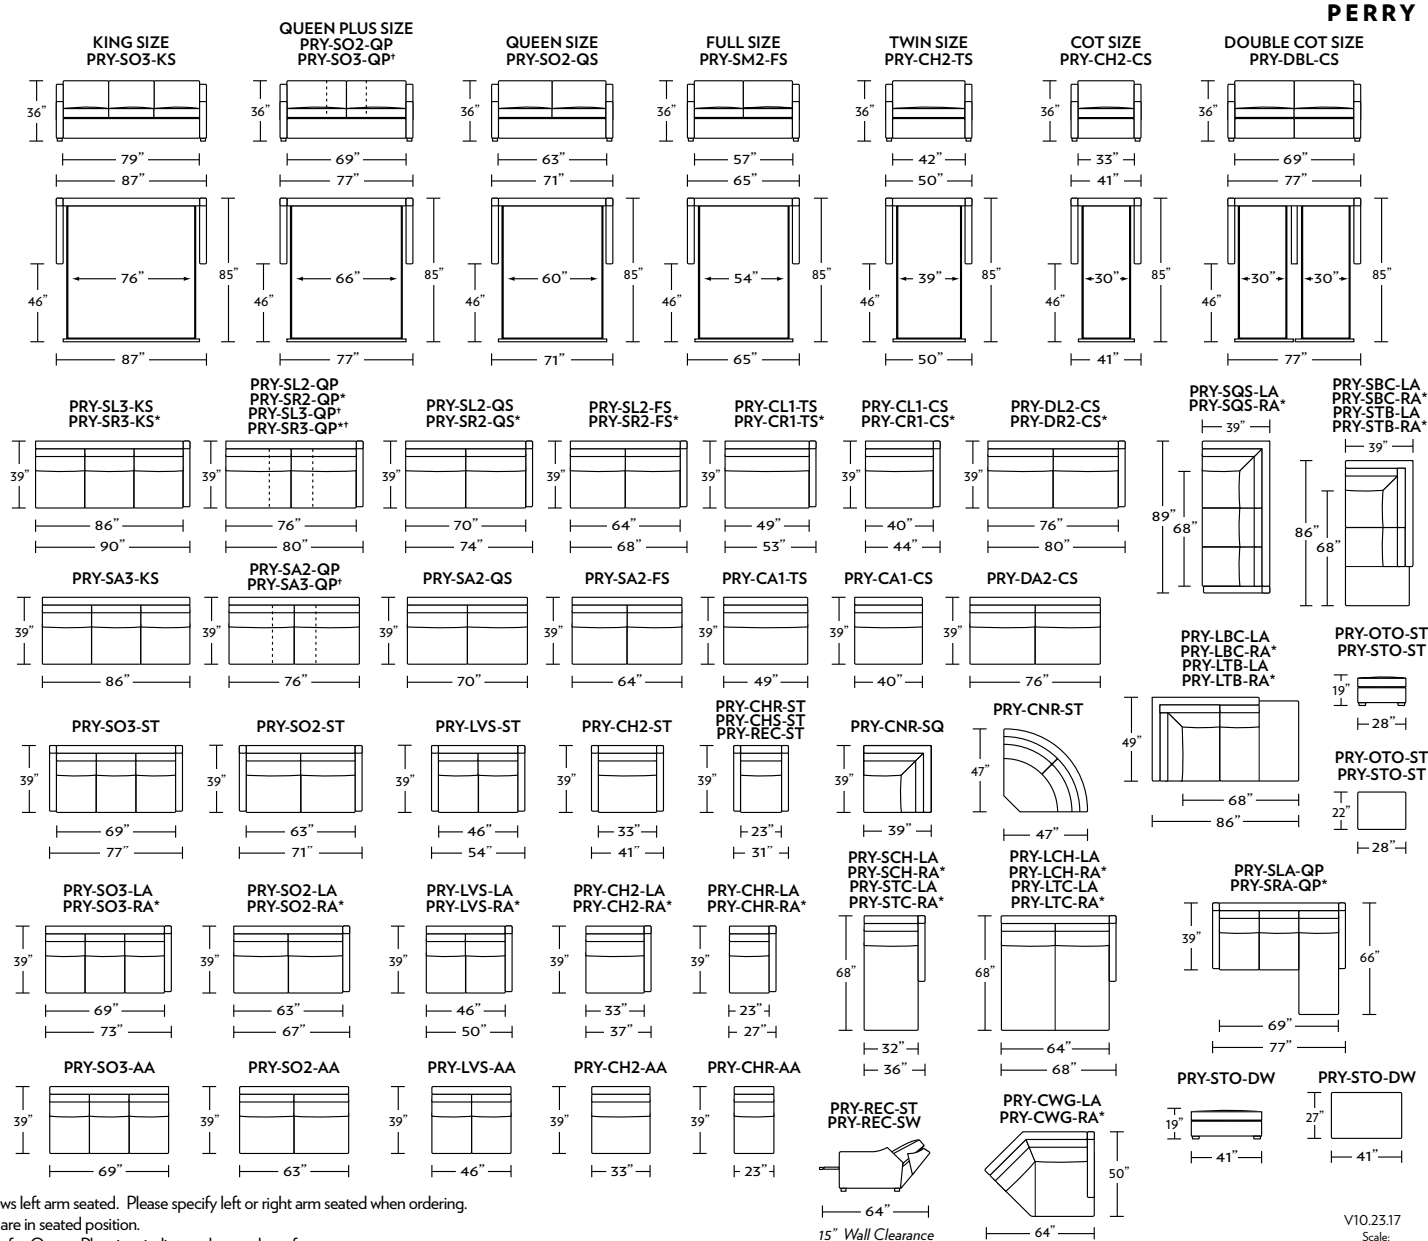 PERRY
KING SIZE
PRY-SO3-KS
QUEEN PLUS SIZE
PRY-SO2-QP
PRY-SO3-QP†
QUEEN SIZE
PRY-SO2-QS
FULL SIZE
PRY-SM2-FS
TWIN SIZE
PRY-CH2-TS
COT SIZE
PRY-CH2-CS
DOUBLE COT SIZE
PRY-DBL-CS
36” 36” 36” 36” 36” 36” 36”
79” 69” 63” 57” 42” 33” 69”
87” 77” 71” 65” 50” 41” 77”
76” 85” 66” 85” 60” 85” 54” 85” 39” 85” 30” 85” 30” 30” 85”
46” 46” 46” 46” 46” 46” 46”
87” 77” 71” 65” 50” 41” 77”
PRY-SL3-KS
PRY-SR3-KS*
PRY-SL2-QP
PRY-SR2-QP*
PRY-SL3-QP†
PRY-SR3-QP*†
PRY-SL2-QS
PRY-SR2-QS*
PRY-SL2-FS
PRY-SR2-FS*
PRY-CL1-TS
PRY-CR1-TS*
PRY-CL1-CS
PRY-CR1-CS*
PRY-DL2-CS
PRY-DR2-CS*
PRY-SQS-LA
PRY-SQS-RA*
PRY-SBC-LA
PRY-SBC-RA*
PRY-STB-LA
PRY-STB-RA*
39” 39” 39” 39” 39” 39” 39”
86” 76” 70” 64” 49” 40” 76”
90” 80” 74” 68” 53” 44” 80”
39”
89” 68”
39”
86” 68”
PRY-SA3-KS
PRY-SA2-QP
PRY-SA3-QP†
PRY-SA2-QS
PRY-SA2-FS
PRY-CA1-TS
PRY-CA1-CS
PRY-DA2-CS
39” 39” 39” 39” 39” 39” 39”
86” 76” 70” 64” 49” 40” 76”
PRY-LBC-LA
PRY-LBC-RA*
PRY-LTB-LA
PRY-LTB-RA*
49”
68”
86”
PRY-OTO-ST
PRY-STO-ST
19”
28”
PRY-OTO-ST
PRY-STO-ST
22”
28”
PRY-SO3-ST
PRY-SO2-ST
PRY-LVS-ST
PRY-CH2-ST
PRY-CHR-ST
PRY-CHS-ST
PRY-REC-ST
PRY-CNR-SQ
PRY-CNR-ST
39” 39” 39” 39” 39” 39” 47”
69” 63” 46” 33” 23” 39” 47”
77” 71” 54” 41” 31”
PRY-SO3-LA
PRY-SO3-RA*
PRY-SO2-LA
PRY-SO2-RA*
PRY-LVS-LA
PRY-LVS-RA*
PRY-CH2-LA
PRY-CH2-RA*
PRY-CHR-LA
PRY-CHR-RA*
PRY-SCH-LA
PRY-SCH-RA*
PRY-STC-LA
PRY-STC-RA*
PRY-LCH-LA
PRY-LCH-RA*
PRY-LTC-LA
PRY-LTC-RA*
PRY-SLA-QP
PRY-SRA-QP*
39” 39” 39” 39” 39” 68” 68” 39” 66”
69” 63” 46” 33” 23” 32” 64” 69”
73” 67” 50” 37” 27” 36” 68” 77”
PRY-SO3-AA
PRY-SO2-AA
PRY-LVS-AA
PRY-CH2-AA
PRY-CHR-AA
39” 39” 39” 39” 39”
69” 63” 46” 33” 23”
PRY-REC-ST
PRY-REC-SW
64”
15” Wall Clearance
PRY-CWG-LA
PRY-CWG-RA*
50”
64”
PRY-STO-DW
19”
41”
PRY-STO-DW
27”
41”
ws left arm seated. Please specify left or right arm seated when ordering.
are in seated position.
V10.23.17
Scale: